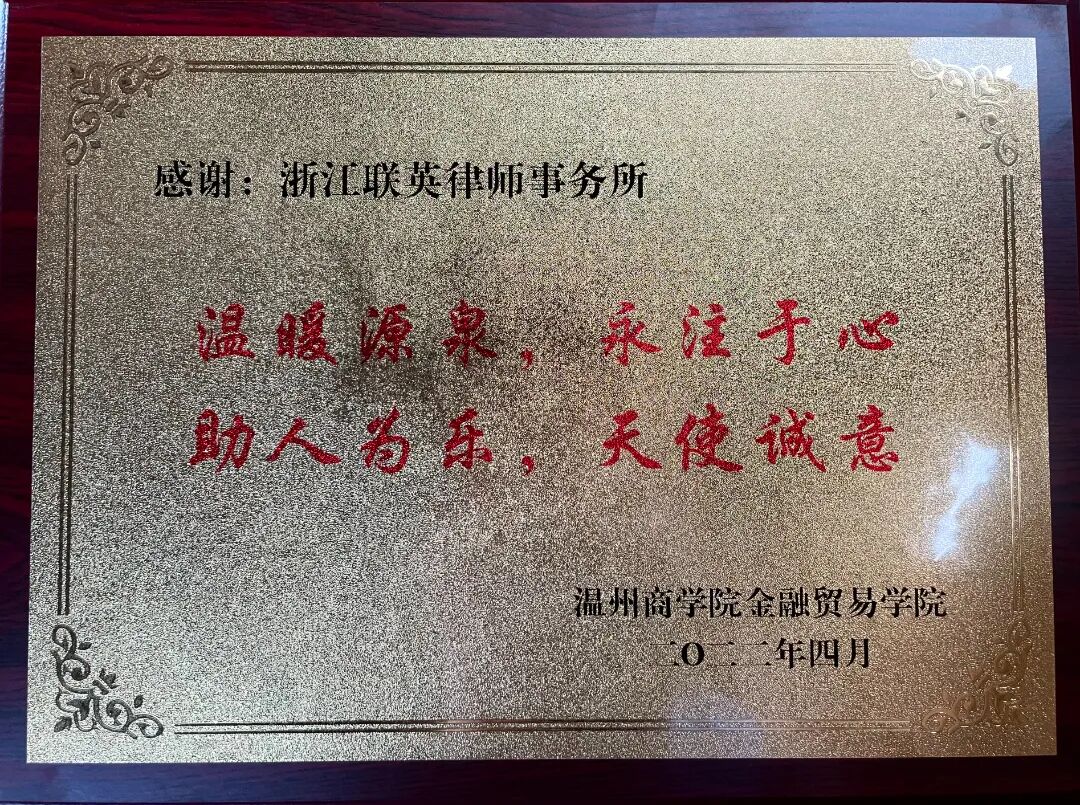 感谢：浙江联英律师事务所
温暖源泉，永注于心
助人为乐，天使诚意
温州商学院金融贸易学院
二O二二年四月